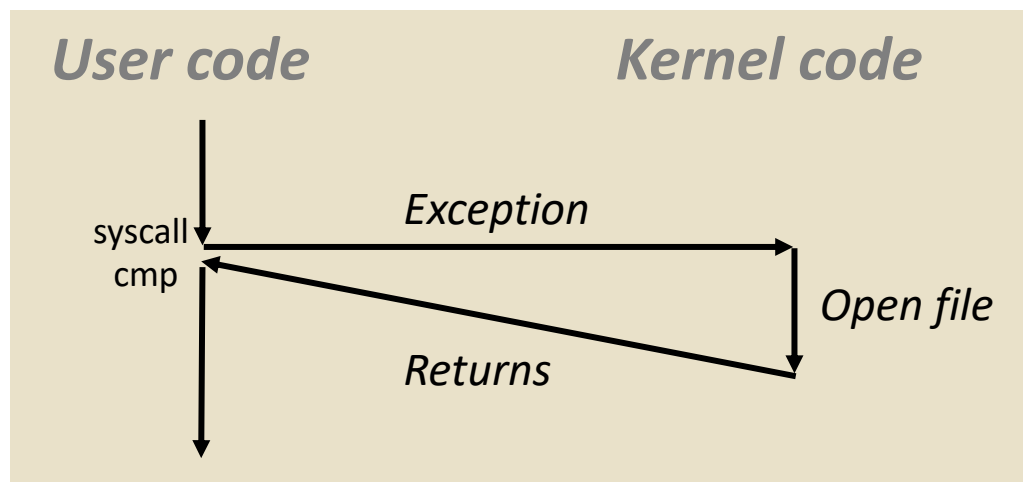 User code
Kernel code
Exception
syscall
cmp
Open file
Returns